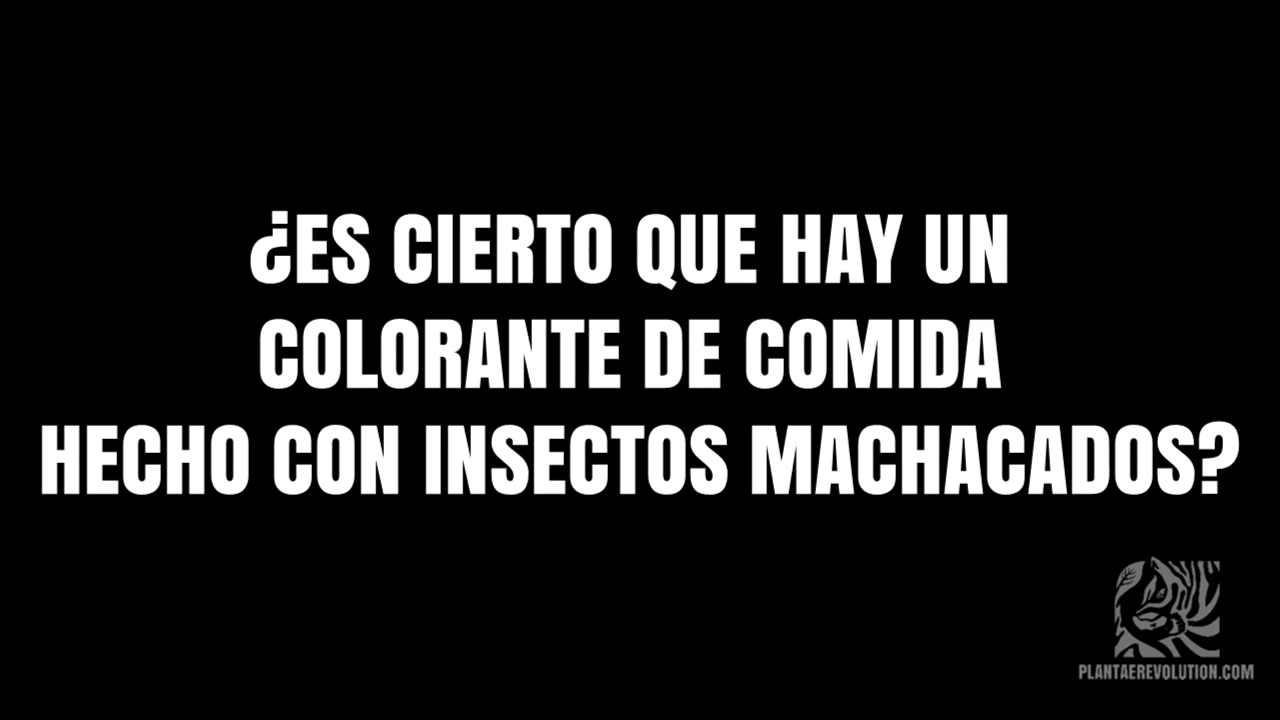 ¿ES CIERTO QUE HAY UN
COLORANTE DE COMIDA
HECHO CON INSECTOS MACHACADOS?
PLANTAEREVOLUTION.COM